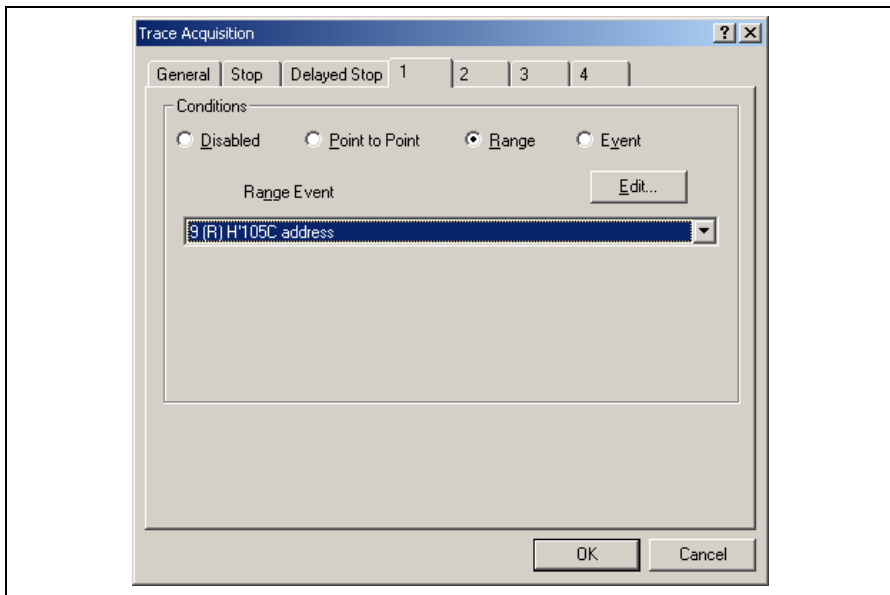 Trace Acquisition
General Stop Delayed Stop 1 2 3 4
Conditions
Disabled Point to Point Range Event
Range Event Edit...
9 (R) H'105C address
OK Cancel